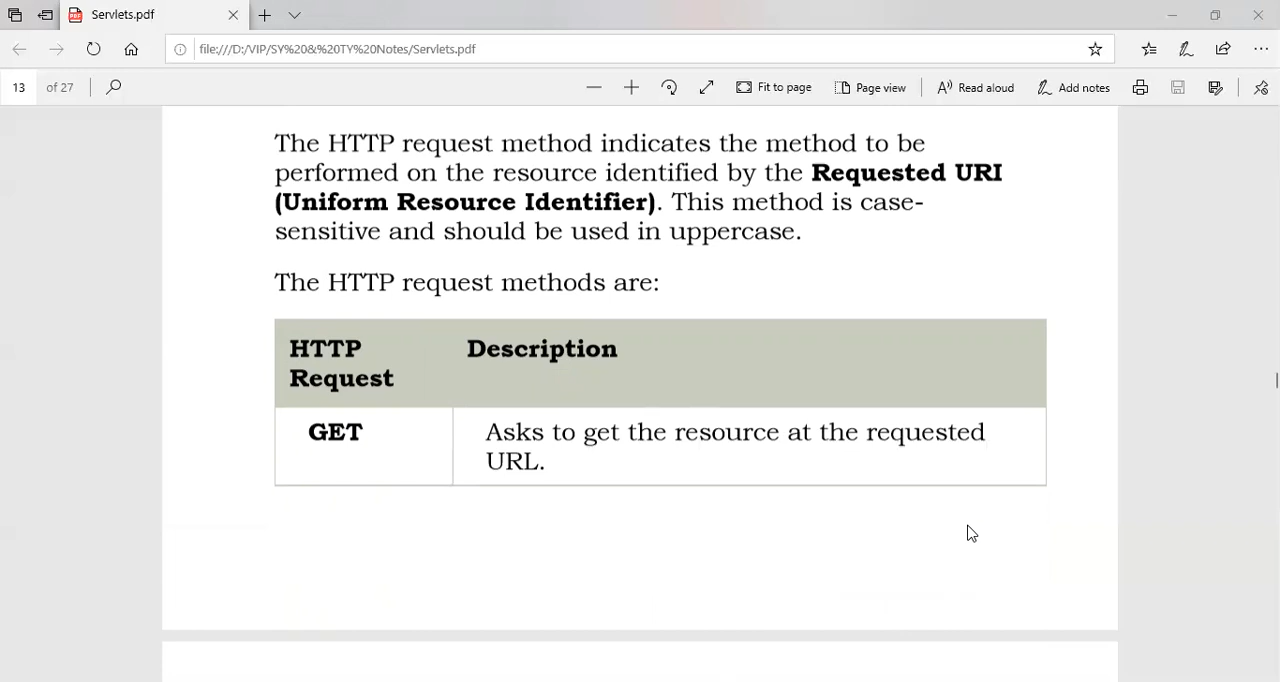 Servlets.pdf
file:///D:/VIP/SY%20&%20TY%20Notes/Servlets.pdf
13 of 27
Fit to page
Page view
Read aloud
Add notes
The HTTP request method indicates the method to be
performed on the resource identified by the Requested URI
(Uniform Resource Identifier). This method is case-
sensitive and should be used in uppercase.
The HTTP request methods are:
HTTP
Request
Description
GET
Asks to get the resource at the requested
URL.